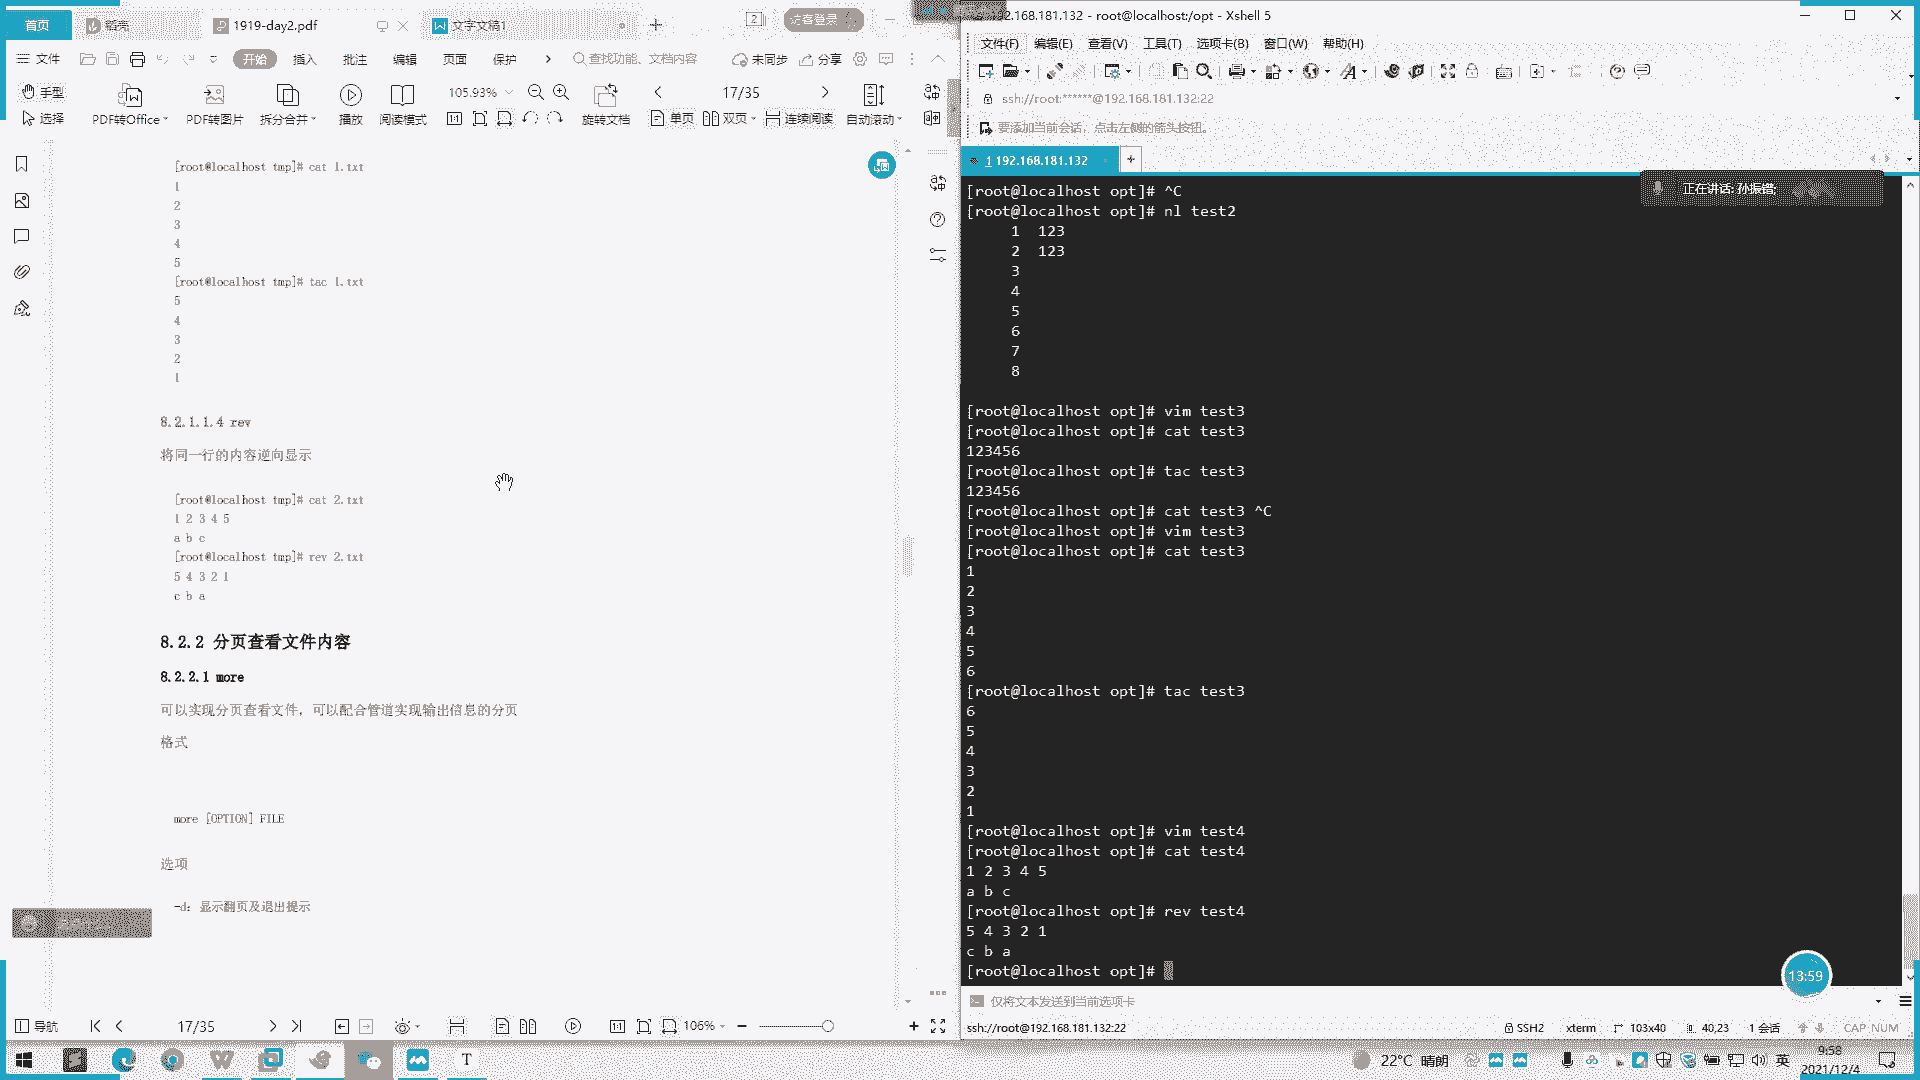 首页
稻壳
1919-day2.pdf
文字文稿1
2
访客登录
文件
开始
插入
批注
编辑
页面
保护
查找功能、文档内容
未同步
分享
手型
选择
PDF转Office
PDF转图片
拆分合并
播放
阅读模式
105.93%
旋转文档
17/35
单页
双页
连续阅读
自动滚动
[root@localhost tmp]# cat 1.txt
1
2
3
4
5
[root@localhost tmp]# tac 1.txt
5
4
3
2
1
8.2.1.1.4 rev
将同一行的内容逆向显示
[root@localhost tmp]# cat 2.txt
1 2 3 4 5
a b c
[root@localhost tmp]# rev 2.txt
5 4 3 2 1
c b a
8.2.2 分页查看文件内容
8.2.2.1 more
可以实现分页查看文件，可以配合管道实现输出信息的分页
格式
more [OPTION] FILE
选项
-d：显示翻页及退出提示
导航
17/35
106%
192.168.181.132 - root@localhost:/opt - Xshell 5
文件(F) 编辑(E) 查看(V) 工具(T) 选项卡(B) 窗口(W) 帮助(H)
ssh://root:******@192.168.181.132:22
要添加当前会话，点击左侧的箭头按钮。
1 192.168.181.132
正在讲话: 孙振锴;
[root@localhost opt]# ^C
[root@localhost opt]# nl test2
1 123
2 123
3
4
5
6
7
8
[root@localhost opt]# vim test3
[root@localhost opt]# cat test3
123456
[root@localhost opt]# tac test3
123456
[root@localhost opt]# cat test3 ^C
[root@localhost opt]# vim test3
[root@localhost opt]# cat test3
1
2
3
4
5
6
[root@localhost opt]# tac test3
6
5
4
3
2
1
[root@localhost opt]# vim test4
[root@localhost opt]# cat test4
1 2 3 4 5
a b c
[root@localhost opt]# rev test4
5 4 3 2 1
c b a
[root@localhost opt]#
13:59
仅将文本发送到当前选项卡
ssh://root@192.168.181.132:22
SSH2
xterm
103x40
40,23
1 会话
CAP NUM
22°C 晴朗
英
9:58
2021/12/4